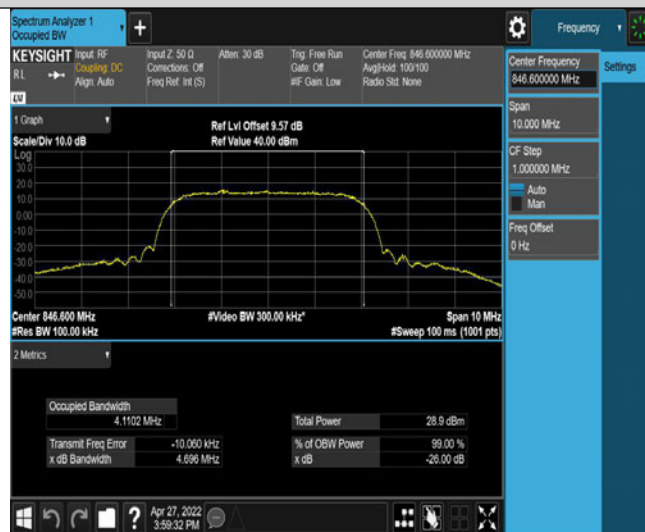 Spectrum Analyzer 1
Occupied BW
Frequency
KEYSIGHT
RL
Input: RF
Coupling: DC
Align: Auto
Input Z: 50 Ω
Corrections: Off
Freq Ref: Int (S)
Atten: 30 dB
Trig: Free Run
Gate: Off
#IF Gain: Low
Center Freq: 846.600000 MHz
Avg|Hold: 100/100
Radio Std: None
LXI
Center Frequency
846.600000 MHz
Settings
Span
10.000 MHz
CF Step
1.000000 MHz
Auto
Man
Freq Offset
0 Hz
1 Graph
Scale/Div 10.0 dB
Ref Lvl Offset 9.57 dB
Ref Value 40.00 dBm
Log
30.0
20.0
10.0
0.00
-10.0
-20.0
-30.0
-40.0
-50.0
Center 846.600 MHz
#Video BW 300.00 kHz*
Span 10 MHz
#Res BW 100.00 kHz
#Sweep 100 ms (1001 pts)
2 Metrics
Occupied Bandwidth
4.1102 MHz
Total Power 28.9 dBm
Transmit Freq Error -10.060 kHz
% of OBW Power 99.00 %
x dB Bandwidth 4.696 MHz
x dB -26.00 dB
?
Apr 27, 2022
3:59:32 PM